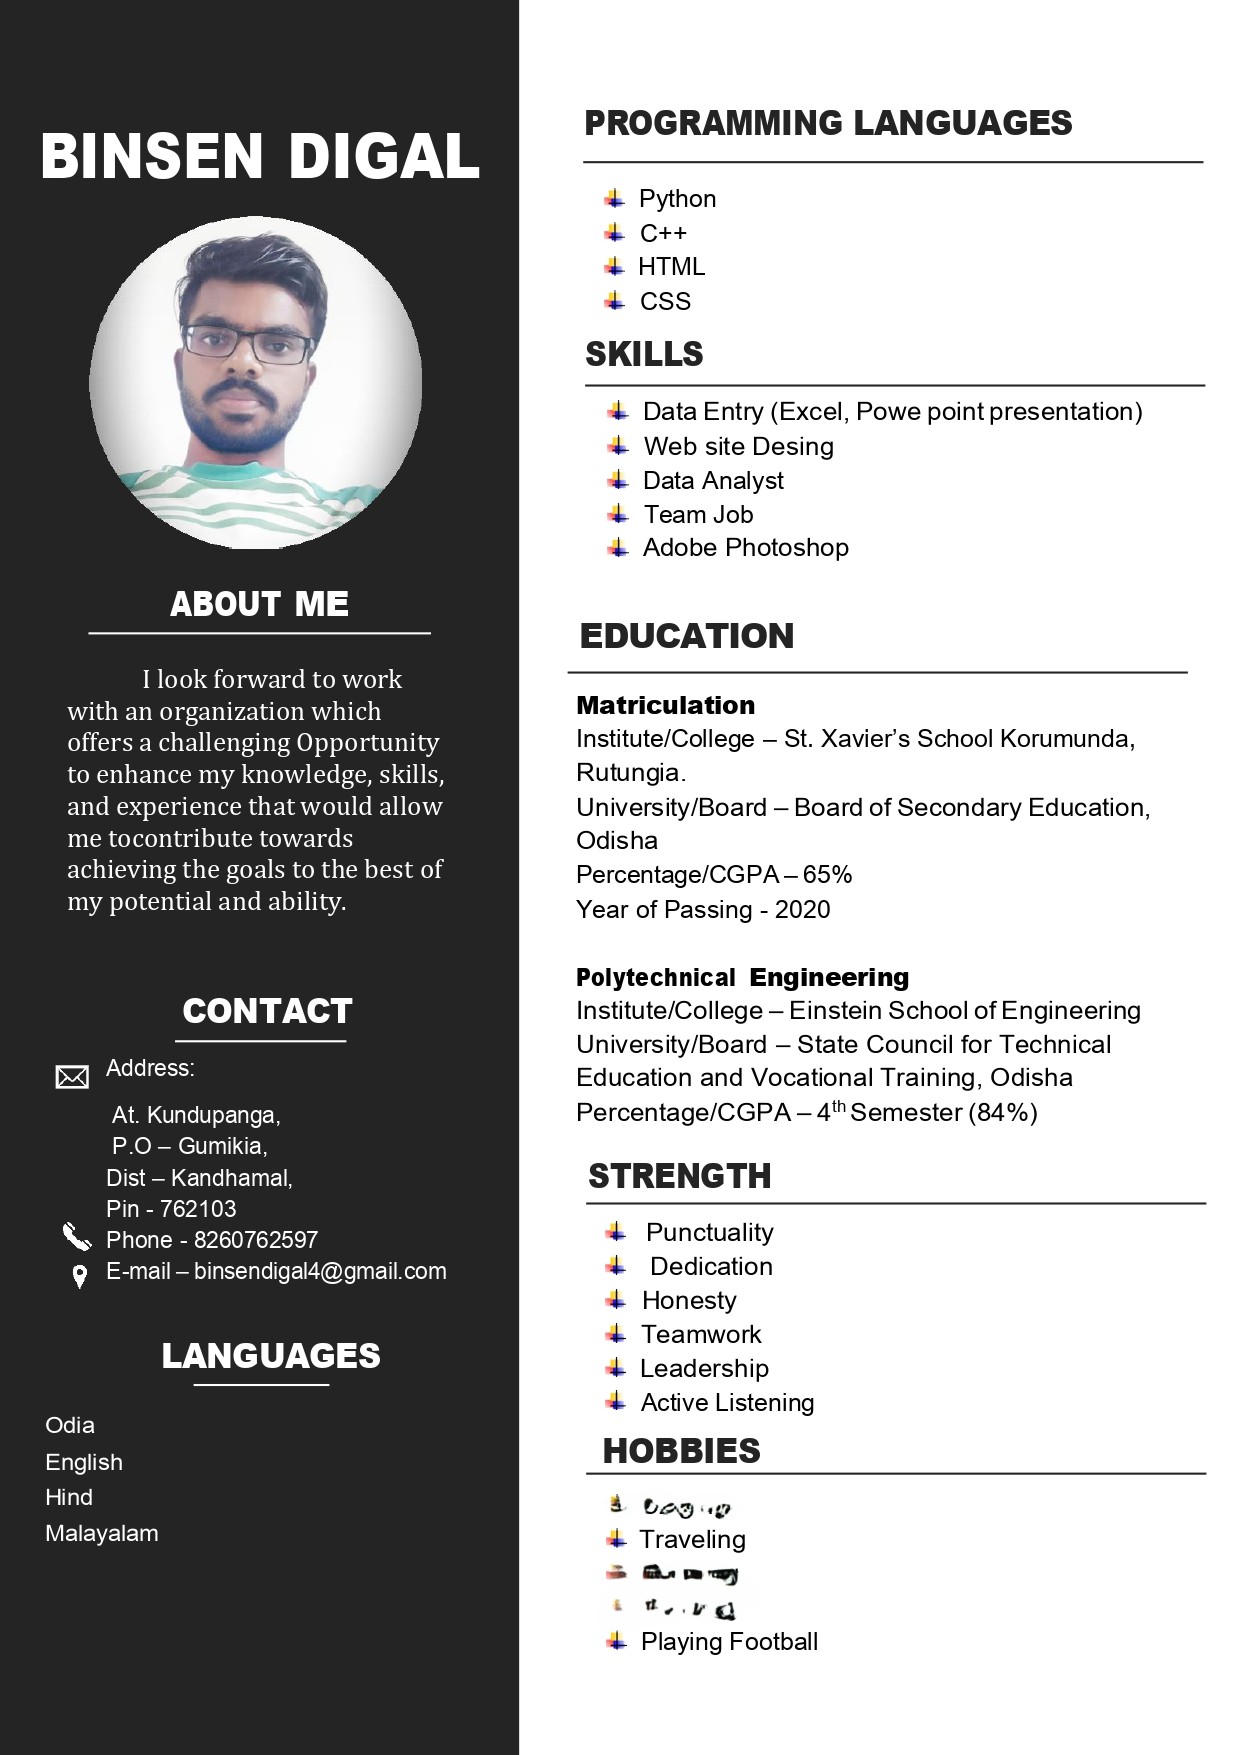 BINSEN DIGAL
ABOUT ME
I look forward to work
with an organization which
offers a challenging Opportunity
to enhance my knowledge, skills,
and experience that would allow
me tocontribute towards
achieving the goals to the best of
my potential and ability.
CONTACT
Address:
At. Kundupanga,
P.O – Gumikia,
Dist – Kandhamal,
Pin - 762103
Phone - 8260762597
E-mail – binsendigal4@gmail.com
LANGUAGES
Odia
English
Hind
Malayalam
PROGRAMMING LANGUAGES
Python
C++
HTML
CSS
SKILLS
Data Entry (Excel, Powe point presentation)
Web site Desing
Data Analyst
Team Job
Adobe Photoshop
EDUCATION
Matriculation
Institute/College – St. Xavier’s School Korumunda,
Rutungia.
University/Board – Board of Secondary Education,
Odisha
Percentage/CGPA – 65%
Year of Passing - 2020
Polytechnical Engineering
Institute/College – Einstein School of Engineering
University/Board – State Council for Technical
Education and Vocational Training, Odisha
Percentage/CGPA – 4th Semester (84%)
STRENGTH
Punctuality
Dedication
Honesty
Teamwork
Leadership
Active Listening
HOBBIES
Traveling
Playing Football